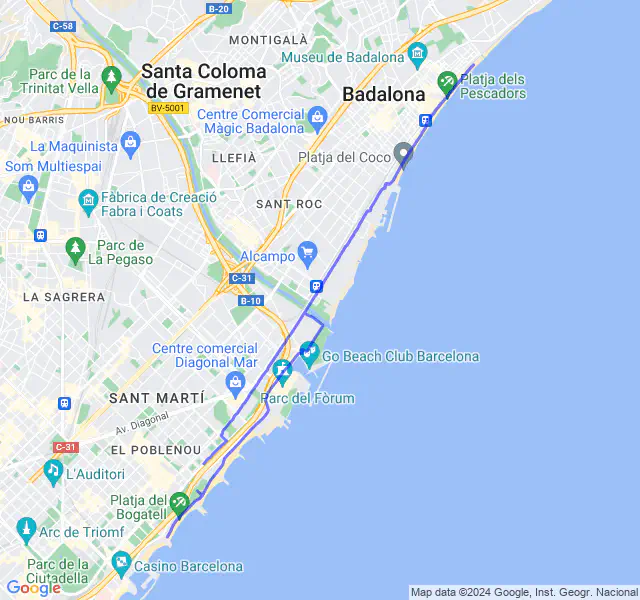 B-20
C-58
MONTIGALÀ
Museu de Badalona
Parc de la
Trinitat Vella
Santa Coloma
de Gramenet
Platja dels
Pescadors
Badalona
BV-5001
NOU BARRIS
Centre Comercial
Màgic Badalona
La Maquinista
Som Multiespai
LLEFIÀ
Platja del Coco
Fàbrica de Creació
Fabra i Coats
SANT ROC
Parc de
La Pegaso
Alcampo
C-31
LA SAGRERA
B-10
Centre comercial
Diagonal Mar
Go Beach Club Barcelona
SANT MARTÍ
Parc del Fòrum
Av. Diagonal
C-31
EL POBLENOU
L'Auditori
Platja del
Bogatell
Arc de Triomf
Parc de la
Ciutadella
Casino Barcelona
Google
Map data ©2024 Google, Inst. Geogr. Nacional